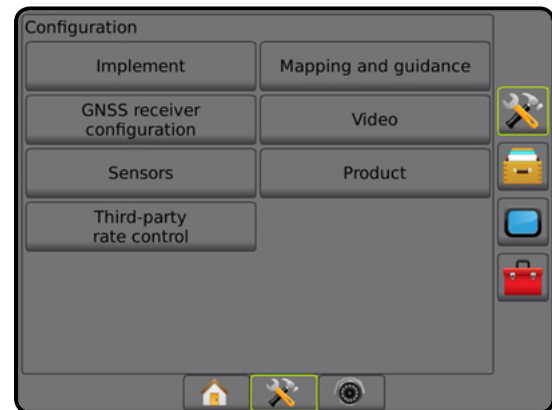 Configuration
Implement
Mapping and guidance
GNSS receiver
configuration
Video
Sensors
Product
Third-party
rate control